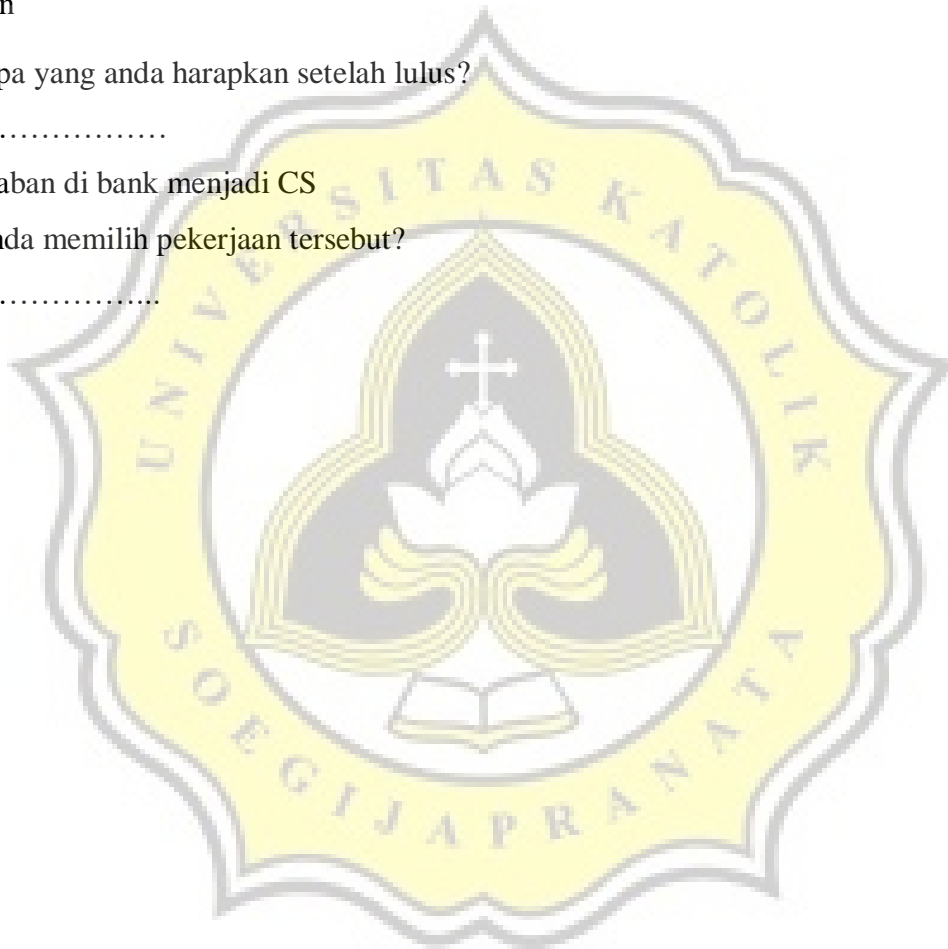 n
pa yang anda harapkan setelah lulus?
……………
aban di bank menjadi CS
nda memilih pekerjaan tersebut?
…………...
UNIVERSITAS KATOLIK
SOEGIJAPRANATA